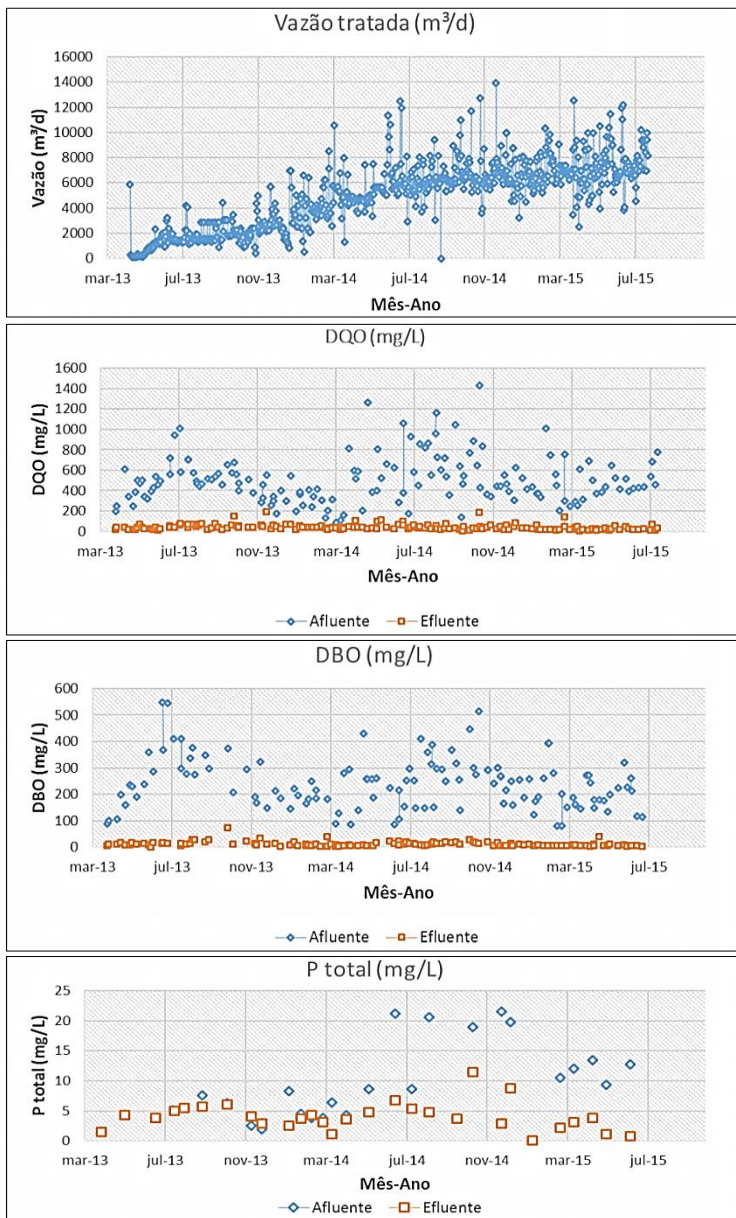 Vazão tratada (m³/d)
16000
14000
12000
10000
8000
6000
4000
2000
0
Vazão (m³/d)
mar-13 jul-13 nov-13 mar-14 jul-14 nov-14 mar-15 jul-15
Mês-Ano
DQO (mg/L)
1600
1400
1200
1000
800
600
400
200
0
DQO (mg/L)
mar-13 jul-13 nov-13 mar-14 jul-14 nov-14 mar-15 jul-15
Mês-Ano
Afluente Efluente
DBO (mg/L)
600
500
400
300
200
100
0
DBO (mg/L)
mar-13 jul-13 nov-13 mar-14 jul-14 nov-14 mar-15 jul-15
Mês-Ano
Afluente Efluente
P total (mg/L)
25
20
15
10
5
0
P total (mg/L)
mar-13 jul-13 nov-13 mar-14 jul-14 nov-14 mar-15 jul-15
Mês-Ano
Afluente Efluente